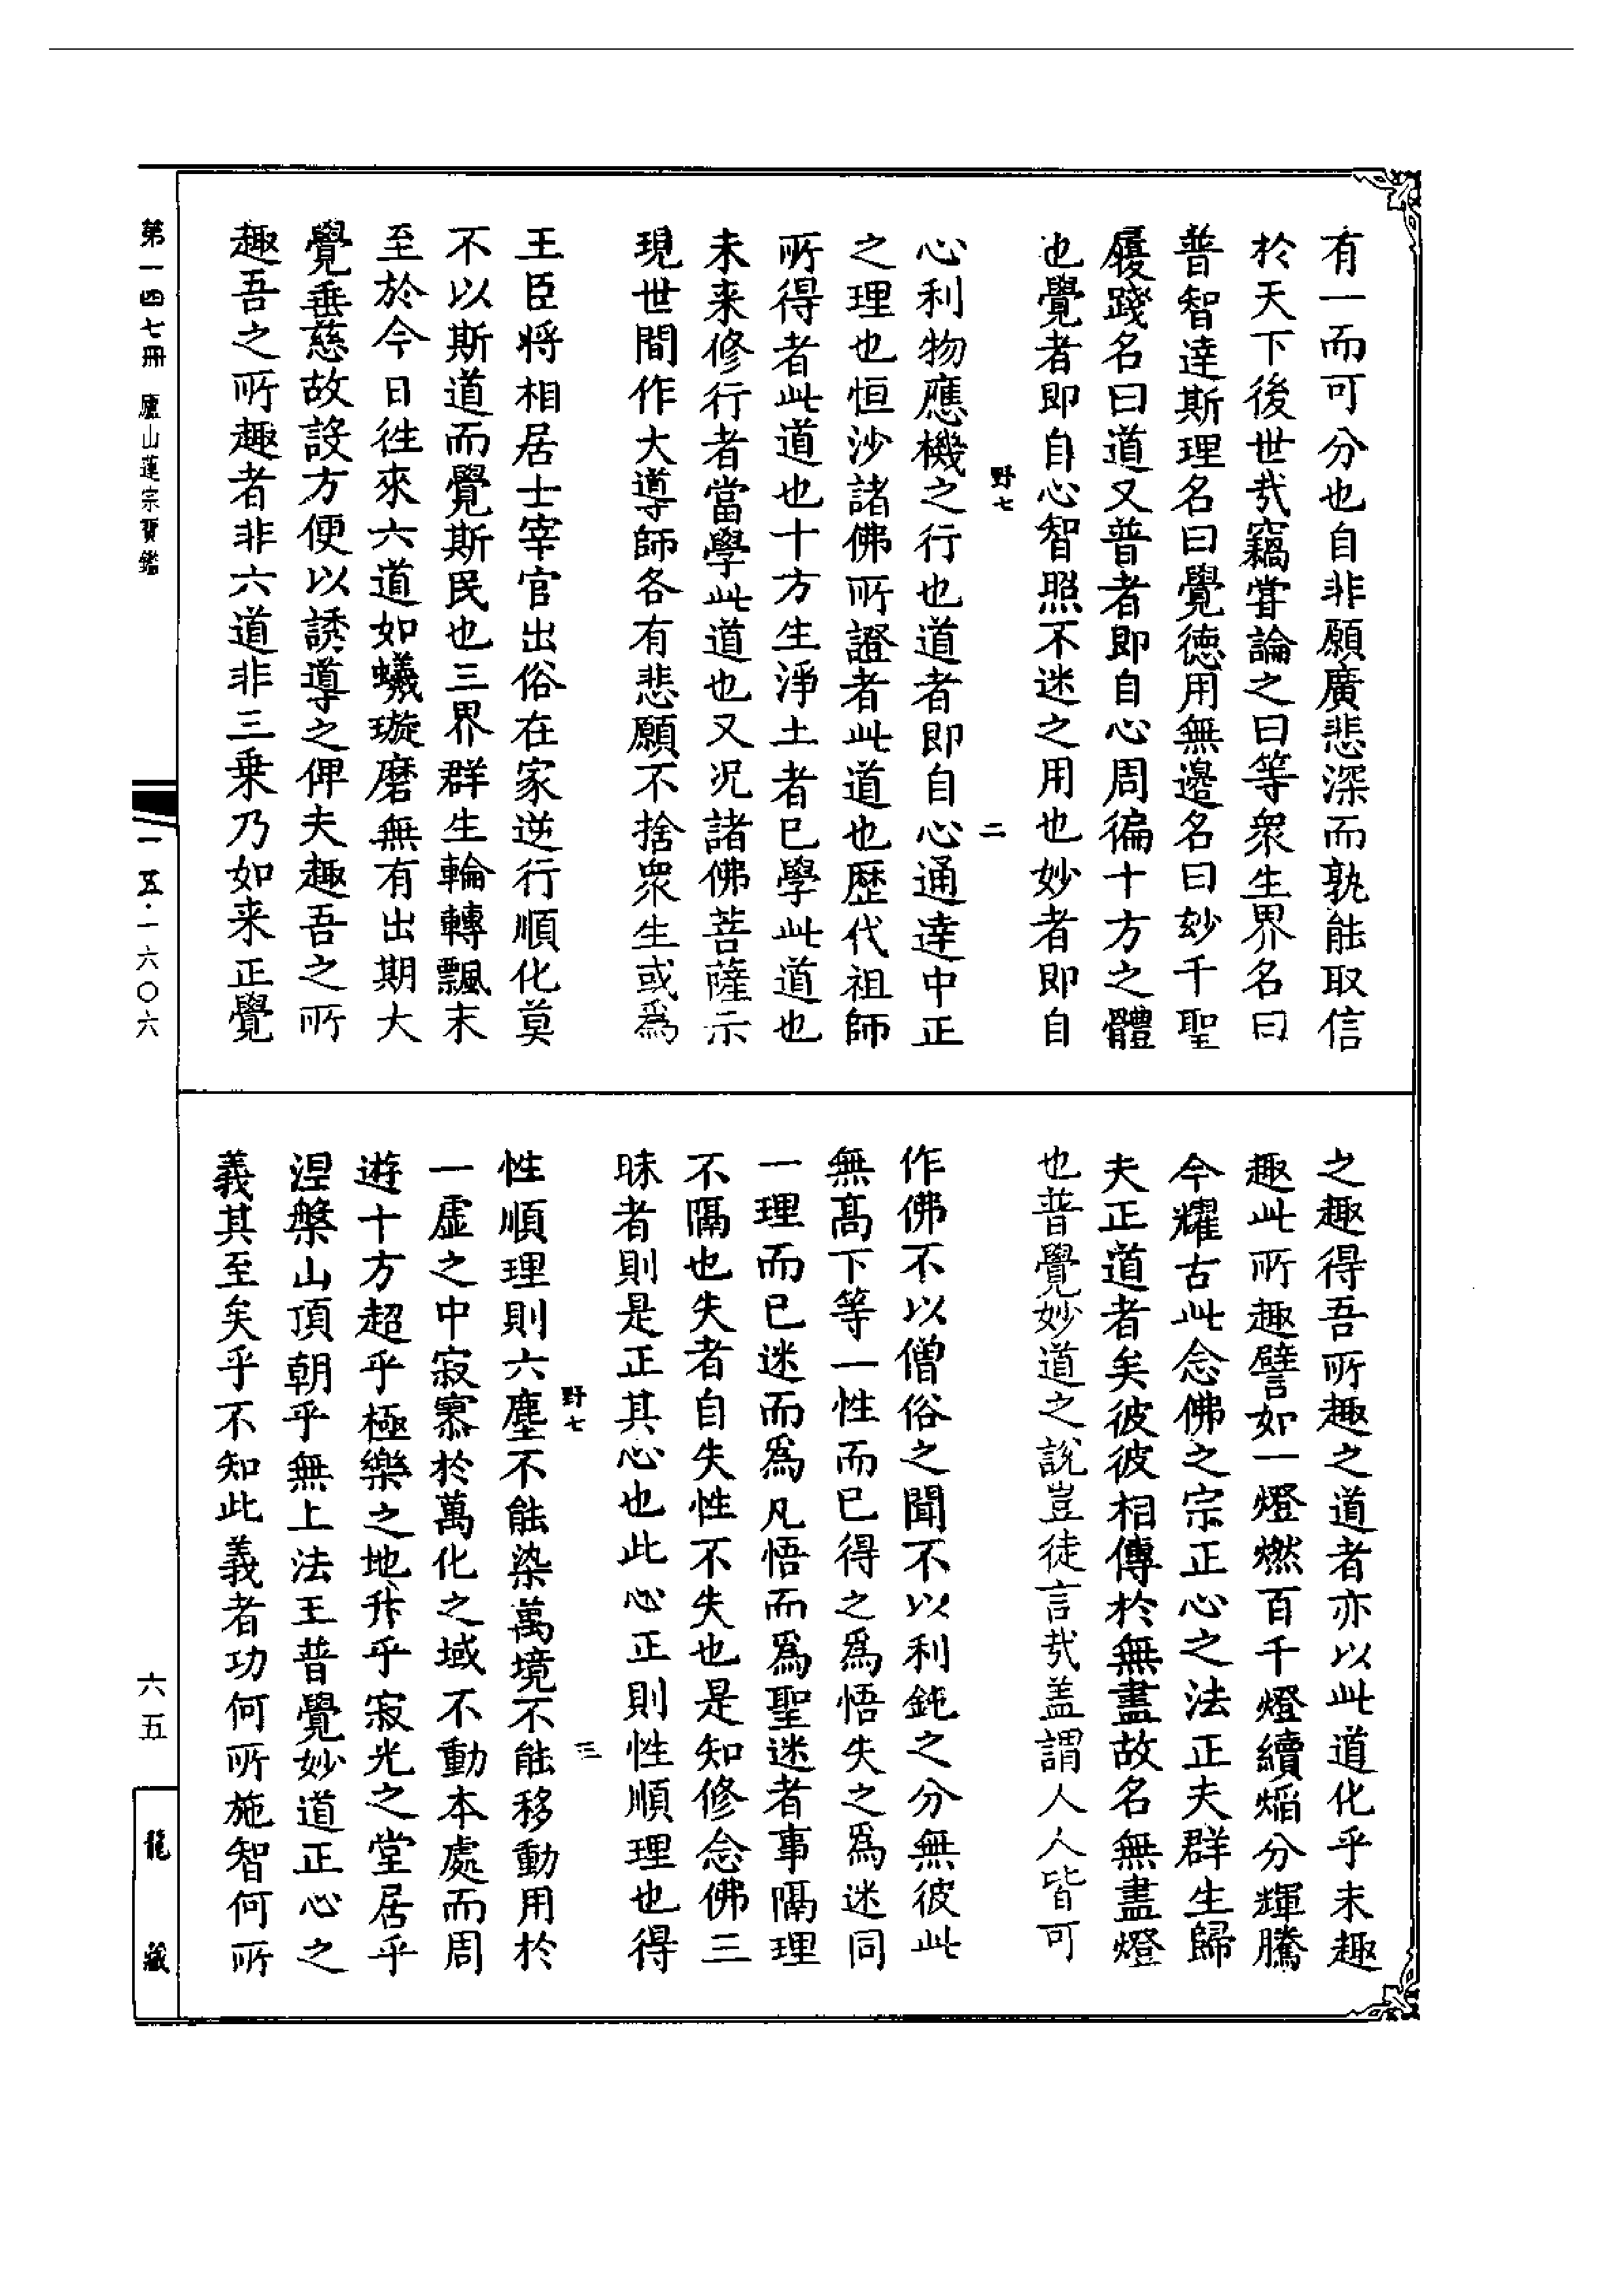 有一而可分也自非願廣悲深而孰能取信
於天下後世㢤竊甞論之曰等衆生界名曰
普智達斯理名曰覺德用無邊名曰妙千聖
履踐名曰道又普者即自心周徧十方之體
也覺者即自心智照不迷之用也妙者即自
野七
二
心利物應機之行也道者即自心通達中正
之理也恒沙諸佛所證者此道也歷代祖師
所得者此道也十方生淨土者已學此道也
未来修行者當學此道也又况諸佛菩薩示
現世間作大導師各有悲願不捨衆生或爲
王臣将相居士宰官出俗在家逆行順化莫
不以斯道而覺斯民也三界群生輪轉飄末
至於今日徃來六道如蟻璇磨無有出期大
覺垂慈故設方便以誘導之俾夫趣吾之所
趣吾之所趣者非六道非三乗乃如来正覺
之趣得吾所趣之道者亦以此道化乎未趣
趣此所趣譬如一燈燃百千燈續熖分輝騰
今耀古此念佛之宗正心之法正夫群生歸
夫正道者矣彼彼相傳於無盡故名無盡燈
也普覺妙道之說豈徒言㢤盖謂人人皆可
作佛不以僧俗之聞不以利鈍之分無彼此
無髙下等一性而已得之爲悟失之爲迷同
一理而已迷而爲凡悟而爲聖迷者事隔理
不隔也失者自失性不失也是知修念佛三
昧者則是正其心也此心正則性順理也得
野七
三
性順理則六塵不能染萬境不能移動用於
一虛之中寂寥於萬化之域不動本處而周
遊十方超乎極樂之地升乎寂光之堂居乎
涅槃山頂朝乎無上法王普覺妙道正心之
義其至矣乎不知此義者功何所施智何所
第一四七冊 廬山蓮宗寶鑑
一五·一六〇六
六五
龍藏